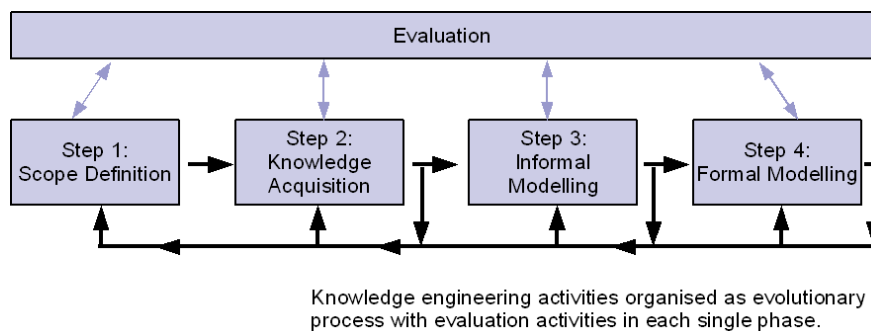 Evaluation
Step 1:
Scope Definition
Step 2:
Knowledge
Acquisition
Step 3:
Informal
Modelling
Step 4:
Formal Modelling
Knowledge engineering activities organised as evolutionary
process with evaluation activities in each single phase.